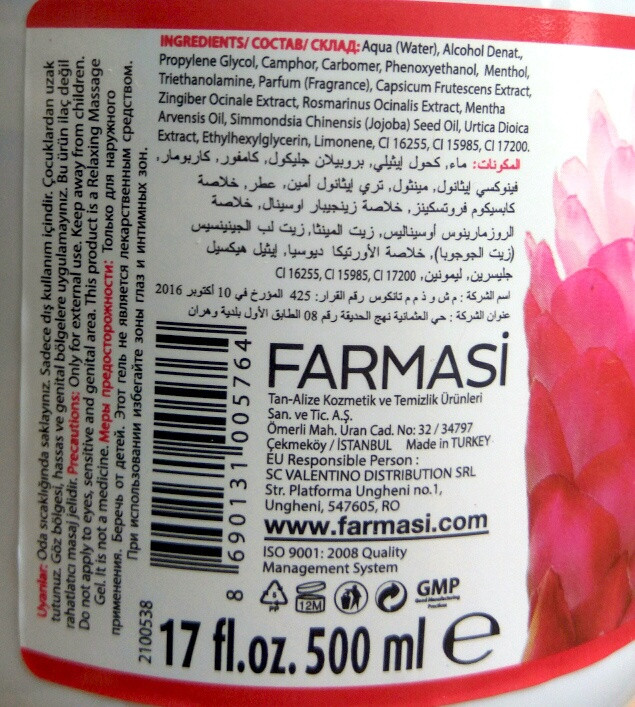 INGREDIENTS/ СОСТАВ/ СКЛАД: Aqua (Water), Alcohol Denat.,
Propylene Glycol, Camphor, Carbomer, Phenoxyethanol, Menthol,
Triethanolamine, Parfum (Fragrance), Capsicum Frutescens Extract,
Zingiber Ocinale Extract, Rosmarinus Ocinalis Extract, Mentha
Arvensis Oil, Simmondsia Chinensis (Jojoba) Seed Oil, Urtica Dioica
Extract, Ethylhexylglycerin, Limonene, CI 16255, CI 15985, CI 17200.
المكونات: ماء, كحول إيثيلي, بروبيلان جليكول, كامفور, كاربومار,
فينوكسي إيثانول, مينثول, تري إيثانول أمين, عطر, خلاصة
كابسيكوم فروتسكينز, خلاصة زينجيبار اوسينال, خلاصة
الروزمارينوس أوسيناليس, زيت المينثا, زيت لب الجينينسيس
(زيت الجوجوبا), خلاصة الأورتيكا ديوسيا, إيثيل هيكسيل
جليسرين, ليمونين, CI 16255, CI 15985, CI 17200
اسم الشركة : م ش و ذ م م تانكوس رقم القرار: 425 المؤرخ في 10 أكتوبر 2016
عنوان الشركة : حي العثمانية نهج الحديقة رقم 08 الطابق الأول بلدية وهران
Uyarılar: Oda sıcaklığında saklayınız. Sadece dış kullanım içindir. Çocuklardan uzak
tutunuz. Göz bölgesi, hassas ve genital bölgelere uygulamayınız. Bu ürün ilaç değil
rahatlatıcı masaj jelidir. Precautions: Only for external use. Keep away from children.
Do not apply to eyes, sensitive and genital area. This product is a Relaxing Massage
Gel. It is not a medicine. Меры предосторожности: Только для наружного
применения. Беречь от детей. Этот гель не является лекарственным средством.
При использовании избегайте зоны глаз и интимных зон.
8 690131 005764
2100538
FARMASİ
Tan-Alize Kozmetik ve Temizlik Ürünleri
San. ve Tic. A.Ş.
Ömerli Mah. Uran Cad. No: 32 / 34797
Çekmeköy / İSTANBUL Made in TURKEY
EU Responsible Person :
SC VALENTINO DISTRIBUTION SRL
Str. Platforma Ungheni no.1,
Ungheni, 547605, RO
www.farmasi.com
ISO 9001: 2008 Quality
Management System
5
PP
12M
GMP
Good Manufacturing
Practices
17 fl.oz. 500 ml e